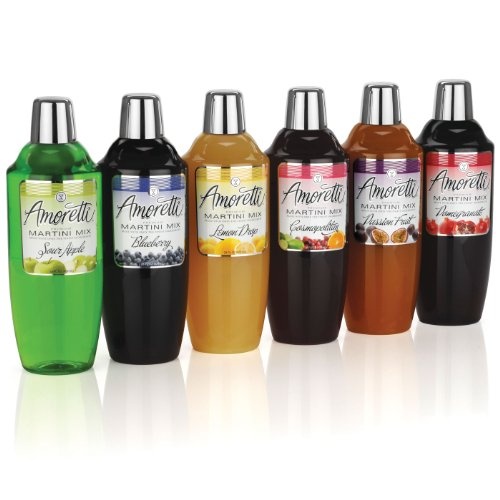 Amoretti
MARTINI MIX
Sour Apple
Amoretti
MARTINI MIX
Blueberry
Amoretti
MARTINI MIX
Lemon Drop
Amoretti
MARTINI MIX
Cosmopolitan
Amoretti
MARTINI MIX
Passion Fruit
Amoretti
MARTINI MIX
Pomegranate